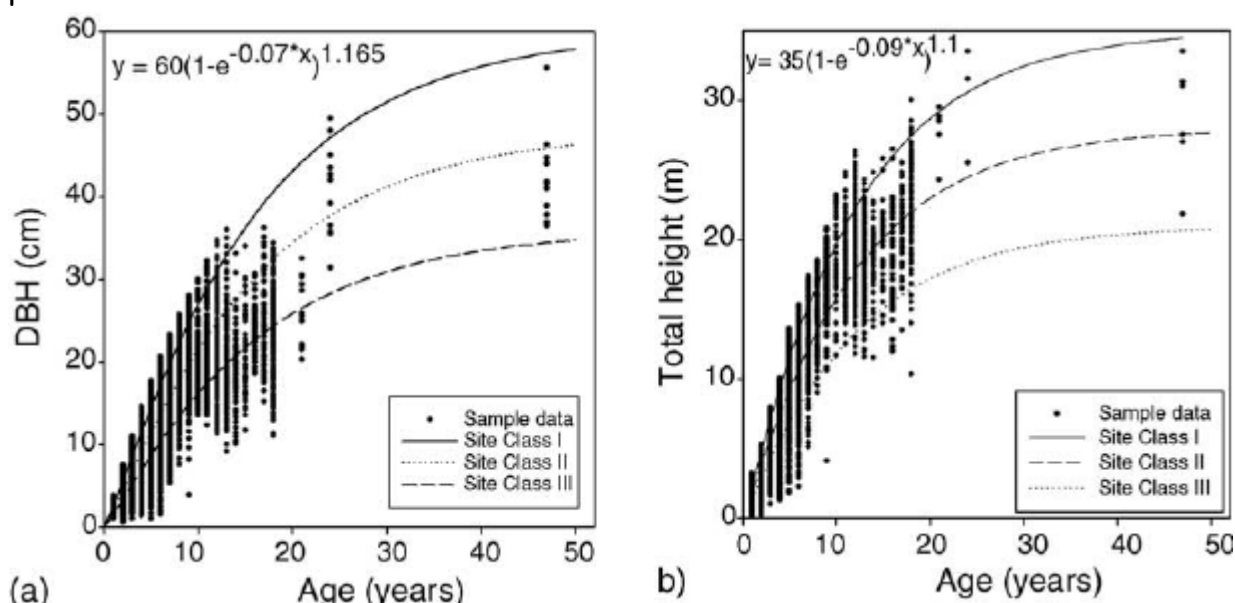 60
y = 60(1-e^-0.07*x)^1.165
50
40
30
20
10
0
DBH (cm)
Sample data
Site Class I
Site Class II
Site Class III
0 10 20 30 40 50
(a) Age (years)
y= 35(1-e^-0.09*x)^1.1
30
20
10
0
Total height (m)
Sample data
Site Class I
Site Class II
Site Class III
0 10 20 30 40 50
b) Age (years)